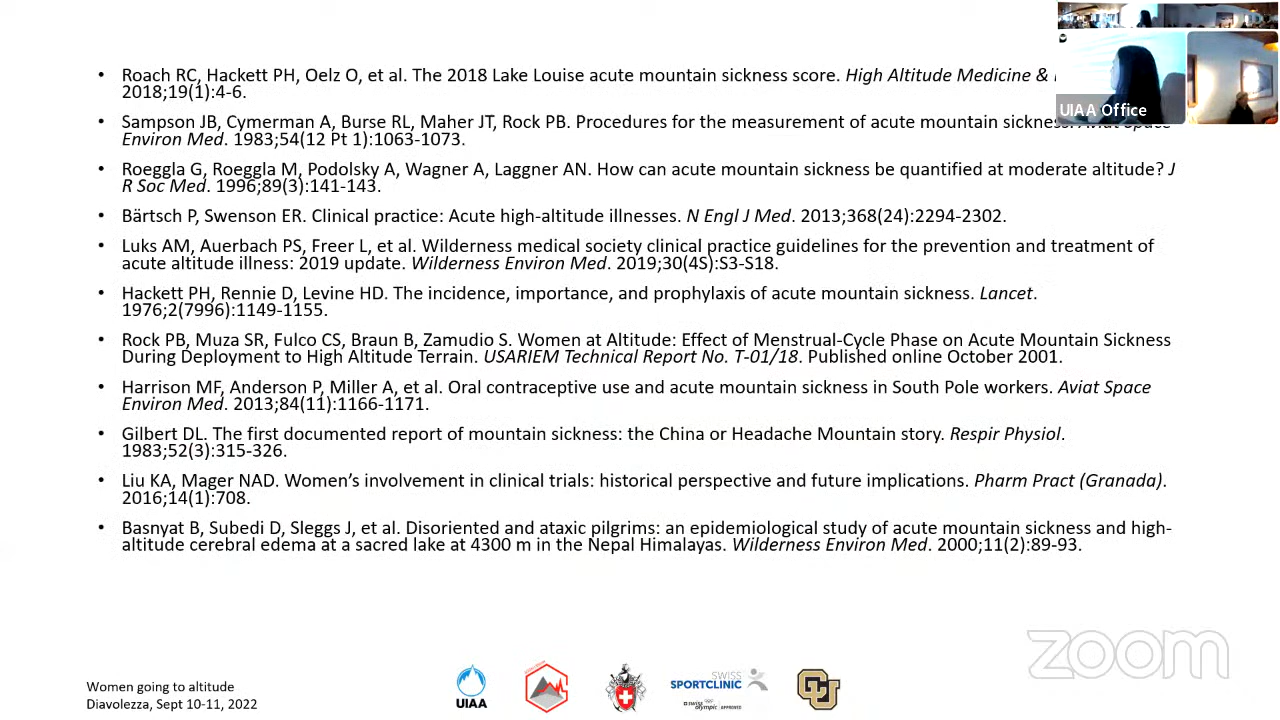 Roach RC, Hackett PH, Oelz O, et al. The 2018 Lake Louise acute mountain sickness score. High Altitude Medicine &
2018;19(1):4-6.
UIAA Office
Sampson JB, Cymerman A, Burse RL, Maher JT, Rock PB. Procedures for the measurement of acute mountain sickness. Aviat Space
Environ Med. 1983;54(12 Pt 1):1063-1073.
Roeggla G, Roeggla M, Podolsky A, Wagner A, Laggner AN. How can acute mountain sickness be quantified at moderate altitude? J
R Soc Med. 1996;89(3):141-143.
Bärtsch P, Swenson ER. Clinical practice: Acute high-altitude illnesses. N Engl J Med. 2013;368(24):2294-2302.
Luks AM, Auerbach PS, Freer L, et al. Wilderness medical society clinical practice guidelines for the prevention and treatment of
acute altitude illness: 2019 update. Wilderness Environ Med. 2019;30(4S):S3-S18.
Hackett PH, Rennie D, Levine HD. The incidence, importance, and prophylaxis of acute mountain sickness. Lancet.
1976;2(7996):1149-1155.
Rock PB, Muza SR, Fulco CS, Braun B, Zamudio S. Women at Altitude: Effect of Menstrual-Cycle Phase on Acute Mountain Sickness
During Deployment to High Altitude Terrain. USARIEM Technical Report No. T-01/18. Published online October 2001.
Harrison MF, Anderson P, Miller A, et al. Oral contraceptive use and acute mountain sickness in South Pole workers. Aviat Space
Environ Med. 2013;84(11):1166-1171.
Gilbert DL. The first documented report of mountain sickness: the China or Headache Mountain story. Respir Physiol.
1983;52(3):315-326.
Liu KA, Mager NAD. Women’s involvement in clinical trials: historical perspective and future implications. Pharm Pract (Granada).
2016;14(1):708.
Basnyat B, Subedi D, Sleggs J, et al. Disoriented and ataxic pilgrims: an epidemiological study of acute mountain sickness and high-
altitude cerebral edema at a sacred lake at 4300 m in the Nepal Himalayas. Wilderness Environ Med. 2000;11(2):89-93.
zoom
Women going to altitude
Diavolezza, Sept 10-11, 2022
UIAA
SWISS
SPORTCLINIC
CU